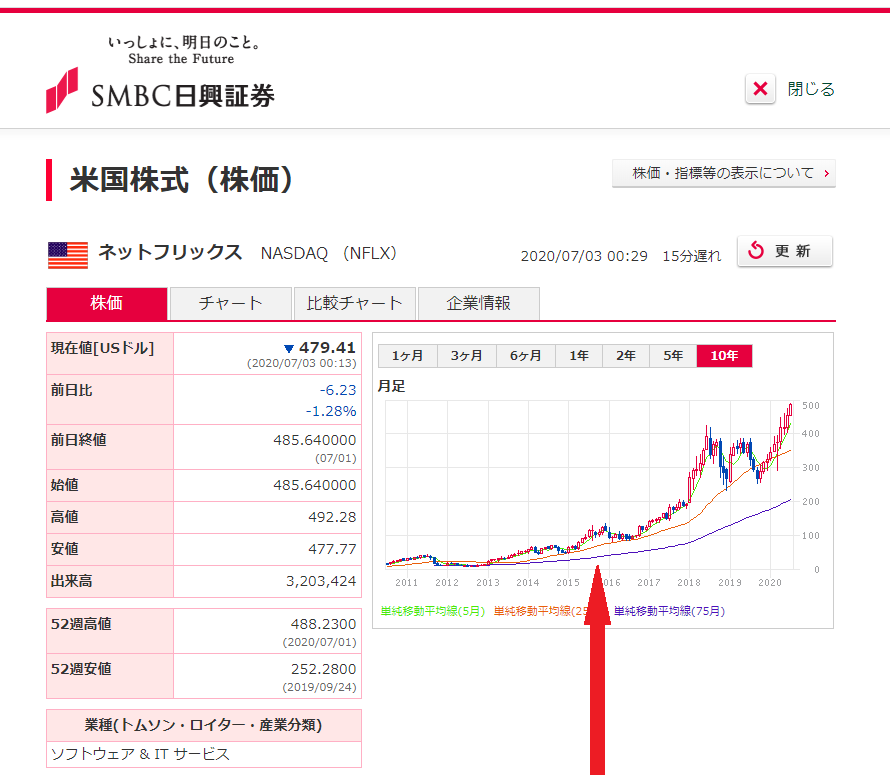 いっしょに、明日のこと。
Share the Future
SMBC日興証券
閉じる
米国株式（株価）
株価・指標等の表示について
ネットフリックス NASDAQ （NFLX）
2020/07/03 00:29 15分遅れ
更 新
株価 チャート 比較チャート 企業情報
現在値[USドル] ▼ 479.41
(2020/07/03 00:13)
前日比 -6.23
-1.28%
前日終値 485.640000
(07/01)
始値 485.640000
高値 492.28
安値 477.77
出来高 3,203,424
52週高値 488.2300
(2020/07/01)
52週安値 252.2800
(2019/09/24)
業種(トムソン・ロイター・産業分類)
ソフトウェア & IT サービス
1ヶ月 3ヶ月 6ヶ月 1年 2年 5年 10年
月足
500
400
300
200
100
0
2011 2012 2013 2014 2015 2016 2017 2018 2019 2020
単純移動平均線(5月) 単純移動平均線(25 単純移動平均線(75月)